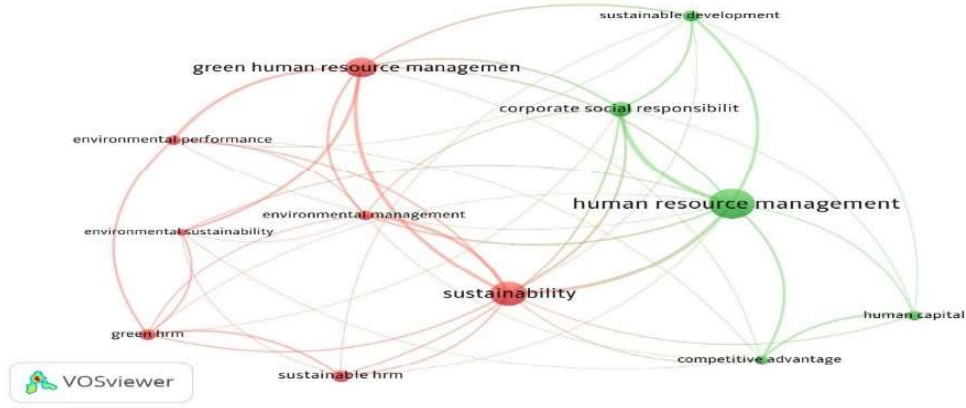 sustainable development
green human resource managemen
corporate social responsibilit
environmental performance
human resource management
environmental management
environmental sustainability
sustainability
human capital
green hrm
competitive advantage
sustainable hrm
VOSviewer